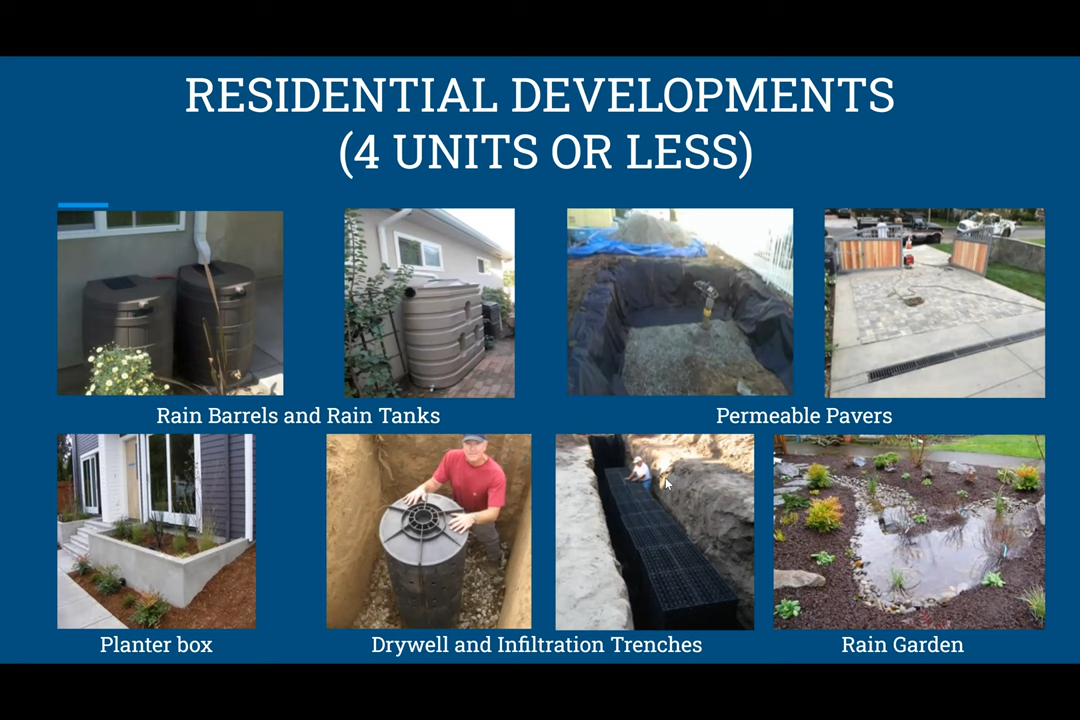 RESIDENTIAL DEVELOPMENTS
(4 UNITS OR LESS)
Rain Barrels and Rain Tanks
Permeable Pavers
Planter box
Drywell and Infiltration Trenches
Rain Garden